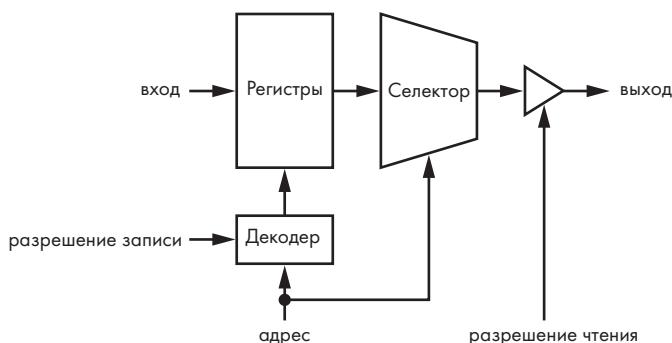 вход
Регистры
Селектор
выход
разрешение записи
Декодер
адрес
разрешение чтения